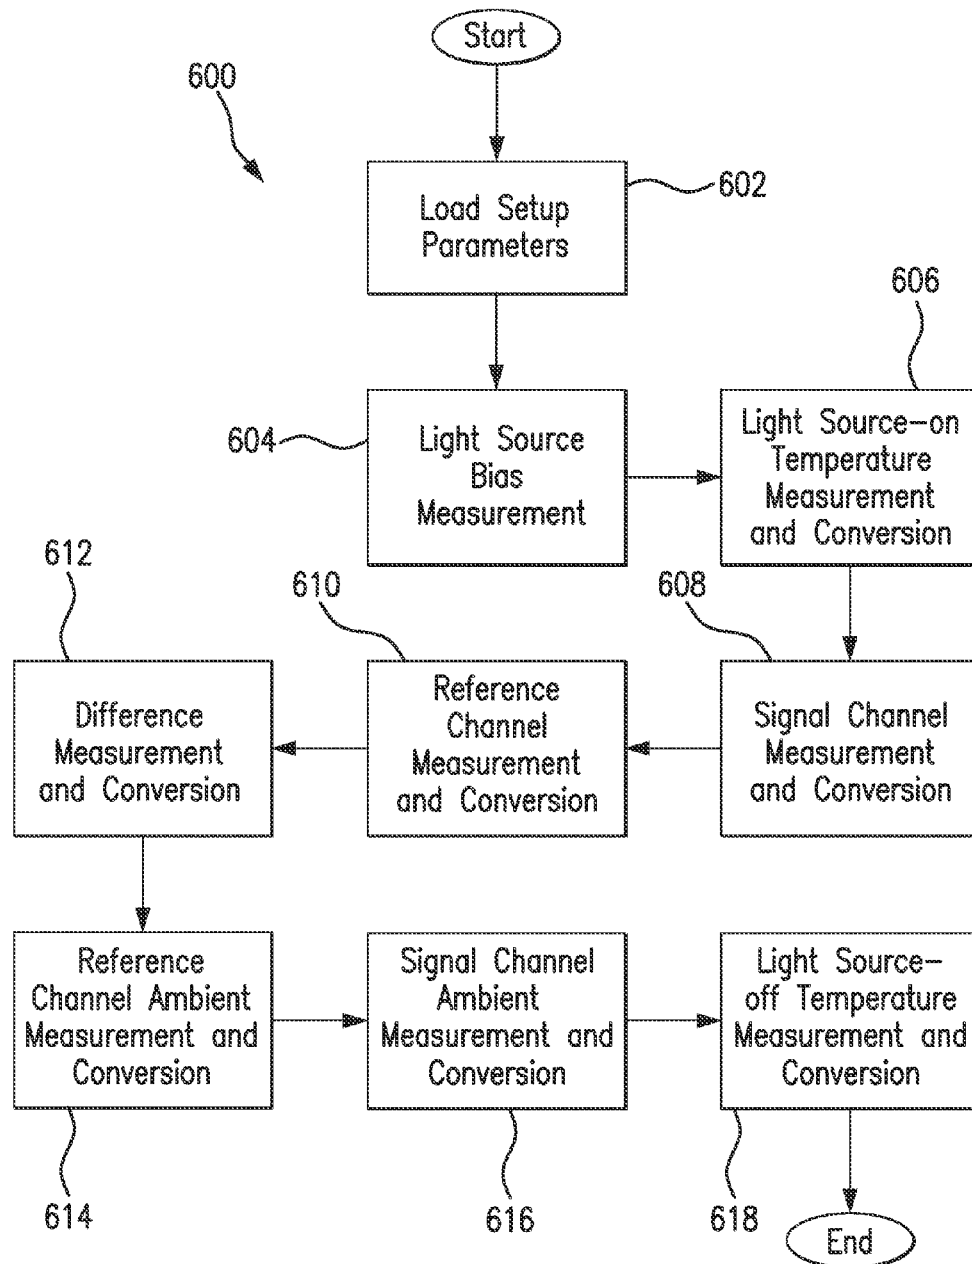 Start
600
602
Load Setup
Parameters
606
604
Light Source
Bias
Measurement
Light Source-on
Temperature
Measurement
and Conversion
612
610
608
Difference
Measurement
and Conversion
Reference
Channel
Measurement
and Conversion
Signal Channel
Measurement
and Conversion
Reference
Channel Ambient
Measurement and
Conversion
Signal Channel
Ambient
Measurement and
Conversion
Light Source-
off Temperature
Measurement and
Conversion
614
616
618
End